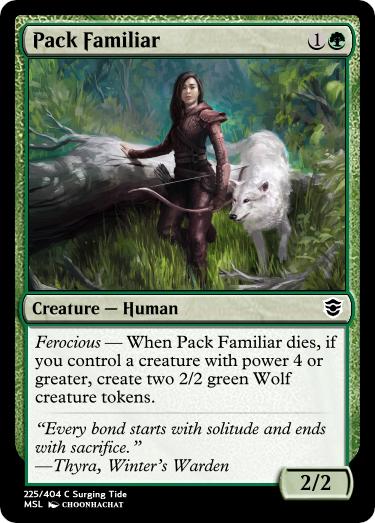 Pack Familiar 1
Creature — Human
Ferocious — When Pack Familiar dies, if
you control a creature with power 4 or
greater, create two 2/2 green Wolf
creature tokens.
“Every bond starts with solitude and ends
with sacrifice.”
—Thyra, Winter's Warden
2/2
225/404 C Surging Tide
MSL CHOONHACHAT